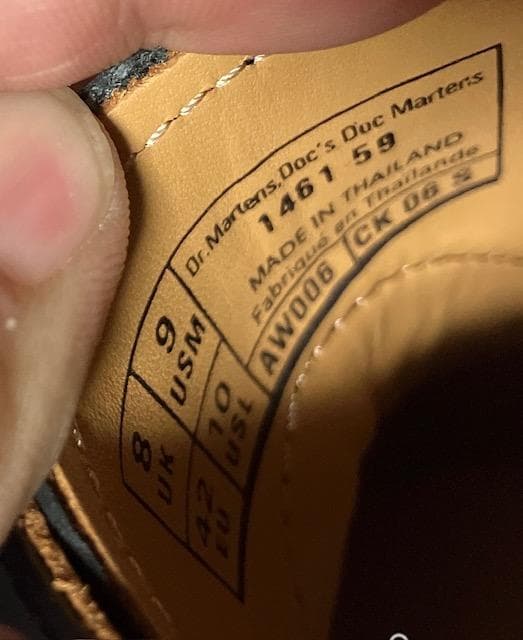 Dr.Martens,Doc's Doc Martens
1461 59
MADE IN THAILAND
Fabriqué en Thailande
AW006 CK 06 S
9 USM
10 USL
8 UK
42 EU